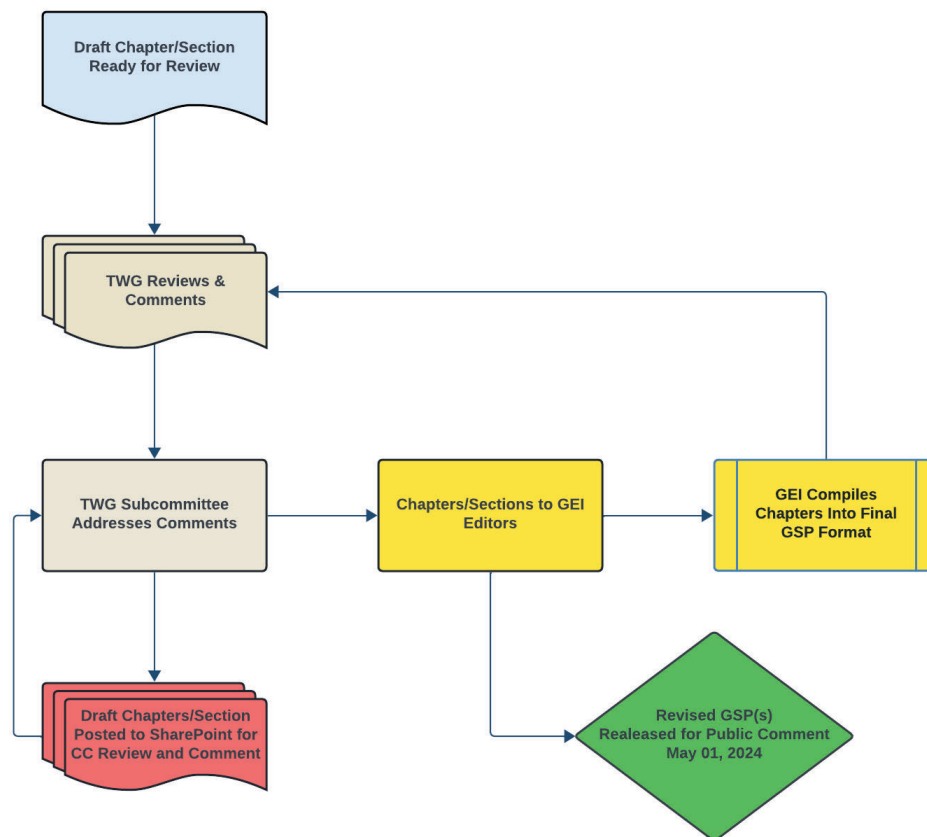 Draft Chapter/Section
Ready for Review
TWG Reviews &
Comments
TWG Subcommittee
Addresses Comments
Chapters/Sections to GEI
Editors
GEI Compiles
Chapters Into Final
GSP Format
Draft Chapters/Section
Posted to SharePoint for
CC Review and Comment
Revised GSP(s)
Realeased for Public Comment
May 01, 2024